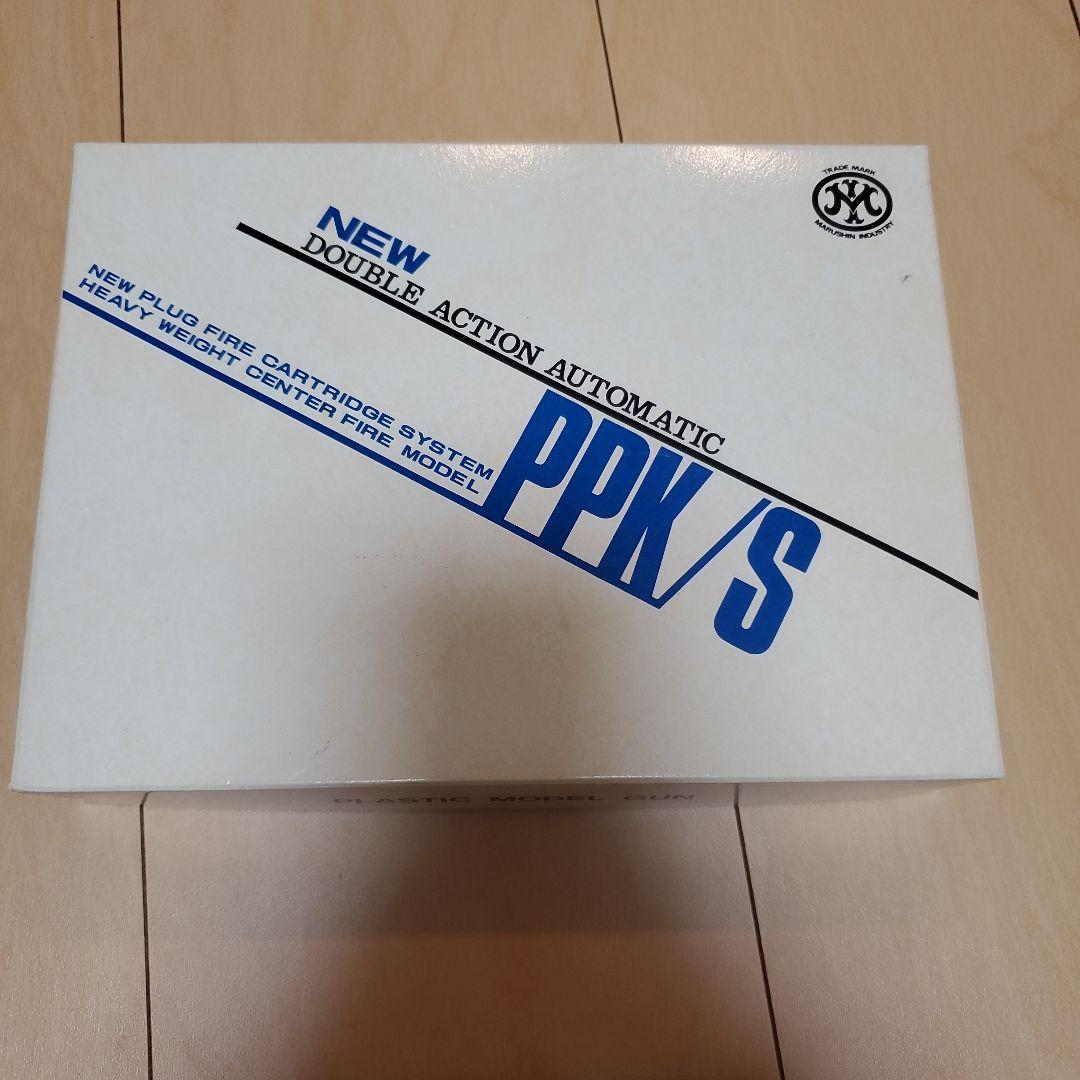 TRADE MARK
M
MARUSHIN INDUSTRY
NEW
DOUBLE ACTION AUTOMATIC
NEW PLUG FIRE CARTRIDGE SYSTEM
HEAVY WEIGHT CENTER FIRE MODEL
PPK/S
PLASTIC MODEL GUN